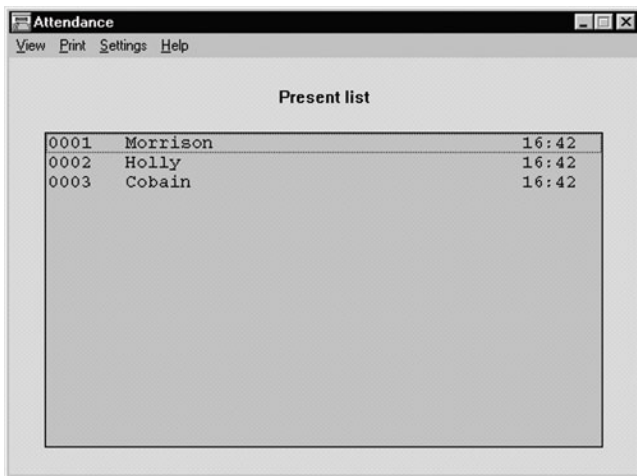 Attendance
View Print Settings Help
Present list
0001 Morrison 16:42
0002 Holly 16:42
0003 Cobain 16:42